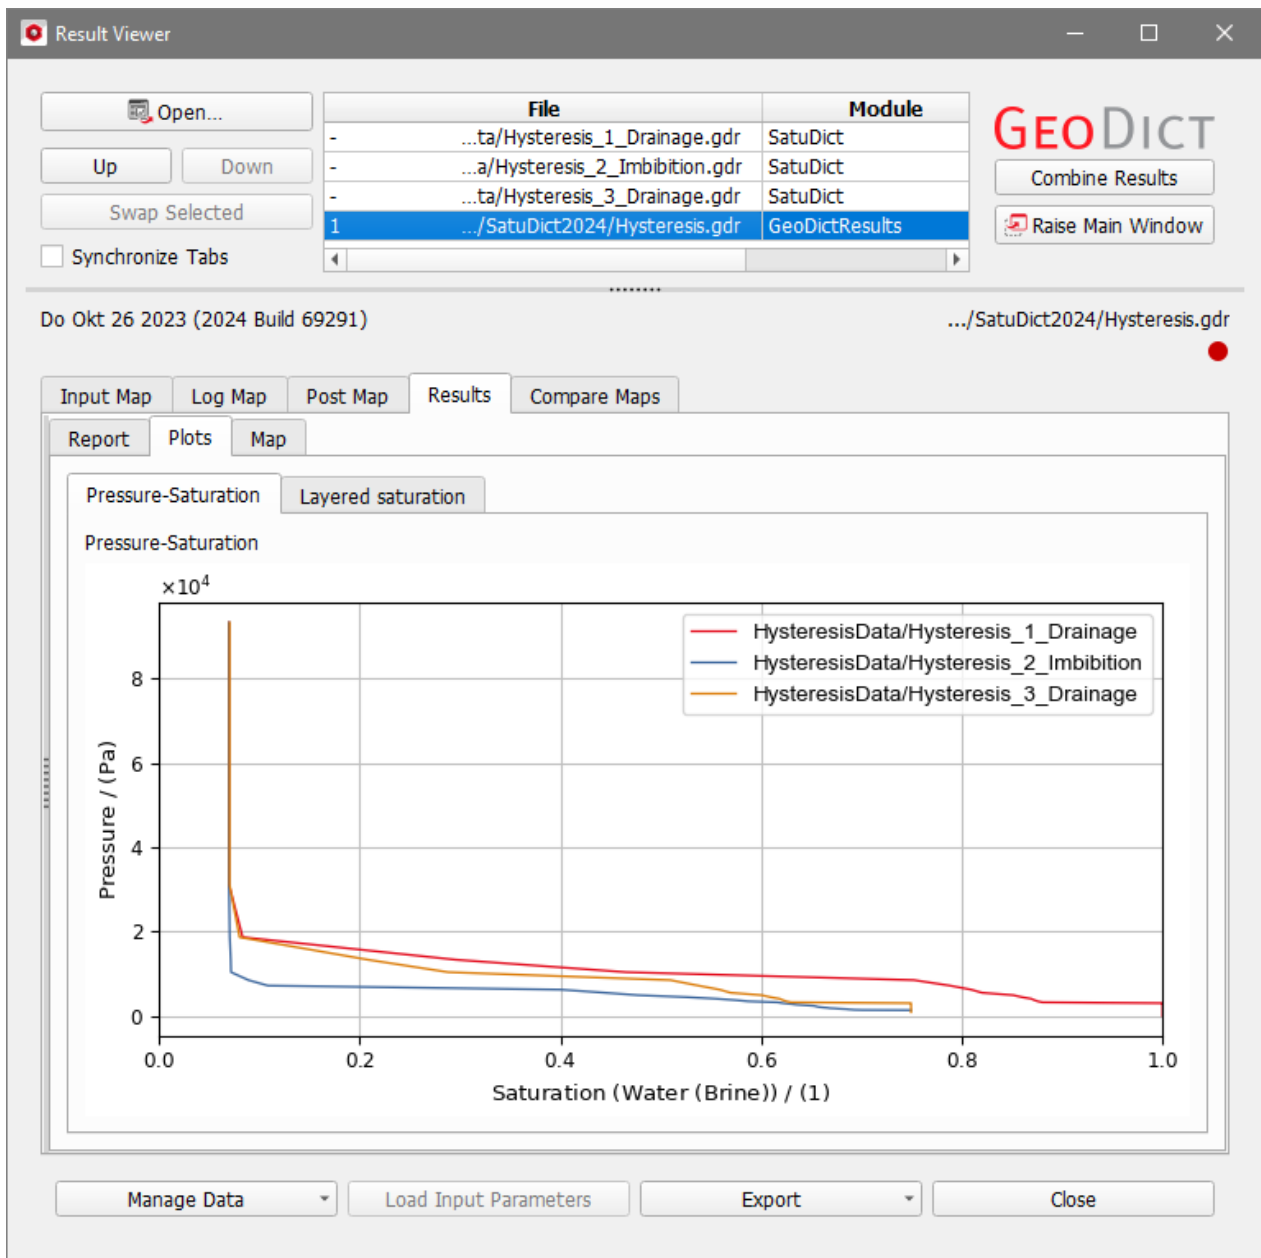 Result Viewer
Open...
Up
Down
Swap Selected
Synchronize Tabs
File Module
- ...ta/Hysteresis_1_Drainage.gdr SatuDict
- ...a/Hysteresis_2_Imbibition.gdr SatuDict
- ...ta/Hysteresis_3_Drainage.gdr SatuDict
1 .../SatuDict2024/Hysteresis.gdr GeoDictResults
GEODICT
Combine Results
Raise Main Window
Do Okt 26 2023 (2024 Build 69291)
.../SatuDict2024/Hysteresis.gdr
Input Map Log Map Post Map Results Compare Maps
Report Plots Map
Pressure-Saturation Layered saturation
Pressure-Saturation
×10⁴
HysteresisData/Hysteresis_1_Drainage
HysteresisData/Hysteresis_2_Imbibition
HysteresisData/Hysteresis_3_Drainage
Pressure / (Pa)
8
6
4
2
0
0.0 0.2 0.4 0.6 0.8 1.0
Saturation (Water (Brine)) / (1)
Manage Data Load Input Parameters Export Close